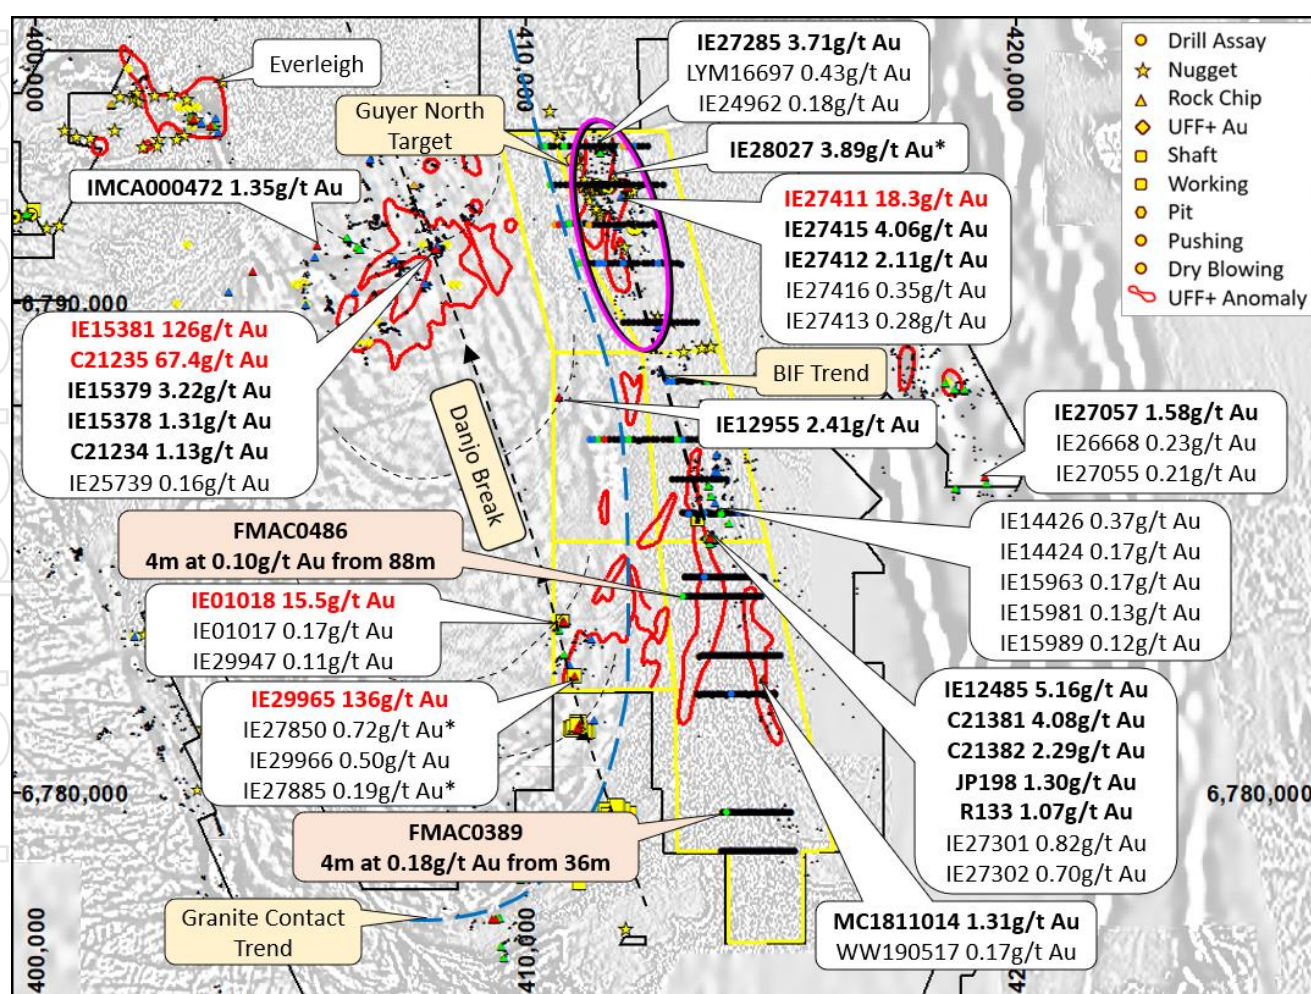 400,000
410,000
420,000
Everleigh
Guyer North
Target
IE27285 3.71g/t Au
LYM16697 0.43g/t Au
IE24962 0.18g/t Au
Drill Assay
Nugget
Rock Chip
UFF+ Au
Shaft
Working
Pit
Pushing
Dry Blowing
UFF+ Anomaly
IE28027 3.89g/t Au*
IMCA000472 1.35g/t Au
IE27411 18.3g/t Au
IE27415 4.06g/t Au
IE27412 2.11g/t Au
IE27416 0.35g/t Au
IE27413 0.28g/t Au
6,790,000
IE15381 126g/t Au
C21235 67.4g/t Au
IE15379 3.22g/t Au
IE15378 1.31g/t Au
C21234 1.13g/t Au
IE25739 0.16g/t Au
Danjo Break
BIF Trend
IE12955 2.41g/t Au
IE27057 1.58g/t Au
IE26668 0.23g/t Au
IE27055 0.21g/t Au
FMAC0486
4m at 0.10g/t Au from 88m
IE14426 0.37g/t Au
IE14424 0.17g/t Au
IE15963 0.17g/t Au
IE15981 0.13g/t Au
IE15989 0.12g/t Au
IE01018 15.5g/t Au
IE01017 0.17g/t Au
IE29947 0.11g/t Au
IE29965 136g/t Au
IE27850 0.72g/t Au*
IE29966 0.50g/t Au
IE27885 0.19g/t Au*
IE12485 5.16g/t Au
C21381 4.08g/t Au
C21382 2.29g/t Au
JP198 1.30g/t Au
R133 1.07g/t Au
IE27301 0.82g/t Au
IE27302 0.70g/t Au
6,780,000
6,780,000
FMAC0389
4m at 0.18g/t Au from 36m
Granite Contact
Trend
MC1811014 1.31g/t Au
WW190517 0.17g/t Au
400,000
410,000
42